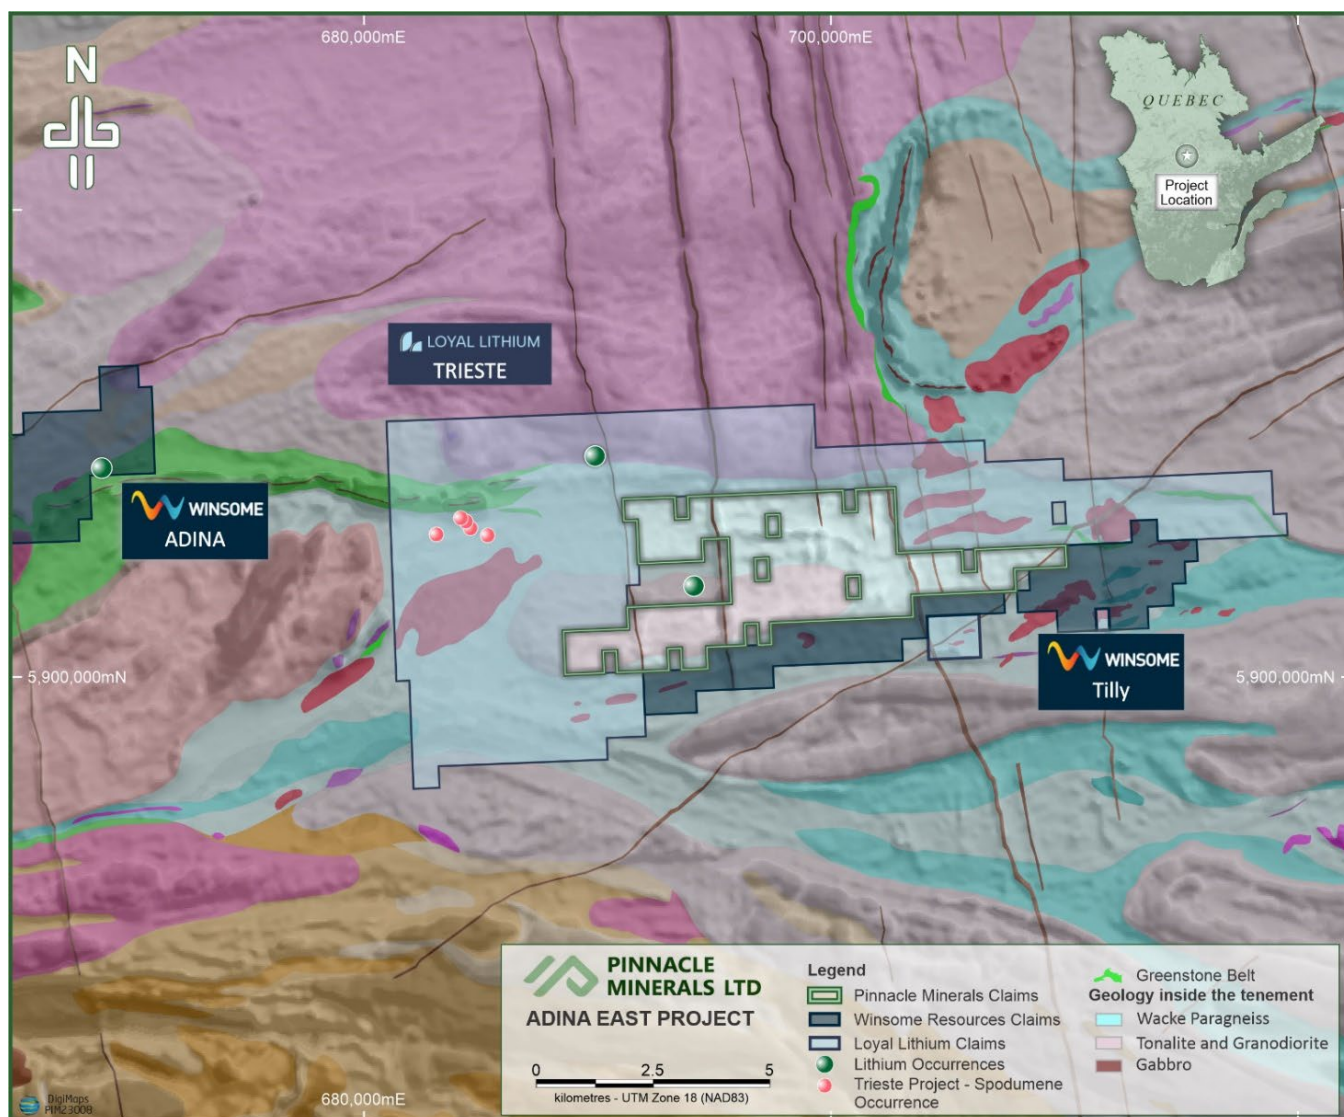 680,000mE
700,000mE
N
QUEBEC
Project
Location
LOYAL LITHIUM
TRIESTE
WINSOME
ADINA
5,900,000mN
5,900,000mN
WINSOME
Tilly
PINNACLE
MINERALS LTD
ADINA EAST PROJECT
0 2.5 5
kilometres - UTM Zone 18 (NAD83)
Legend
Pinnacle Minerals Claims
Winsome Resources Claims
Loyal Lithium Claims
Lithium Occurrences
Trieste Project - Spodumene
Occurrence
Greenstone Belt
Geology inside the tenement
Wacke Paragneiss
Tonalite and Granodiorite
Gabbro
DigiMaps
PIM23008
680,000mE